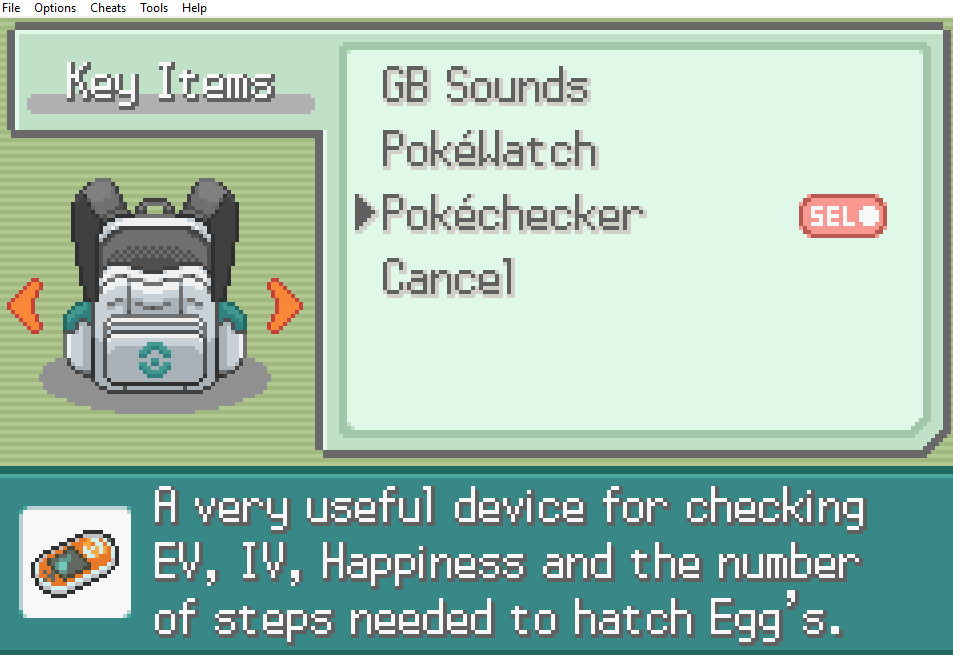 File Options Cheats Tools Help
Key Items
GB Sounds
PokéWatch
Pokéchecker SEL
Cancel
A very useful device for checking
EV, IV, Happiness and the number
of steps needed to hatch Egg's.